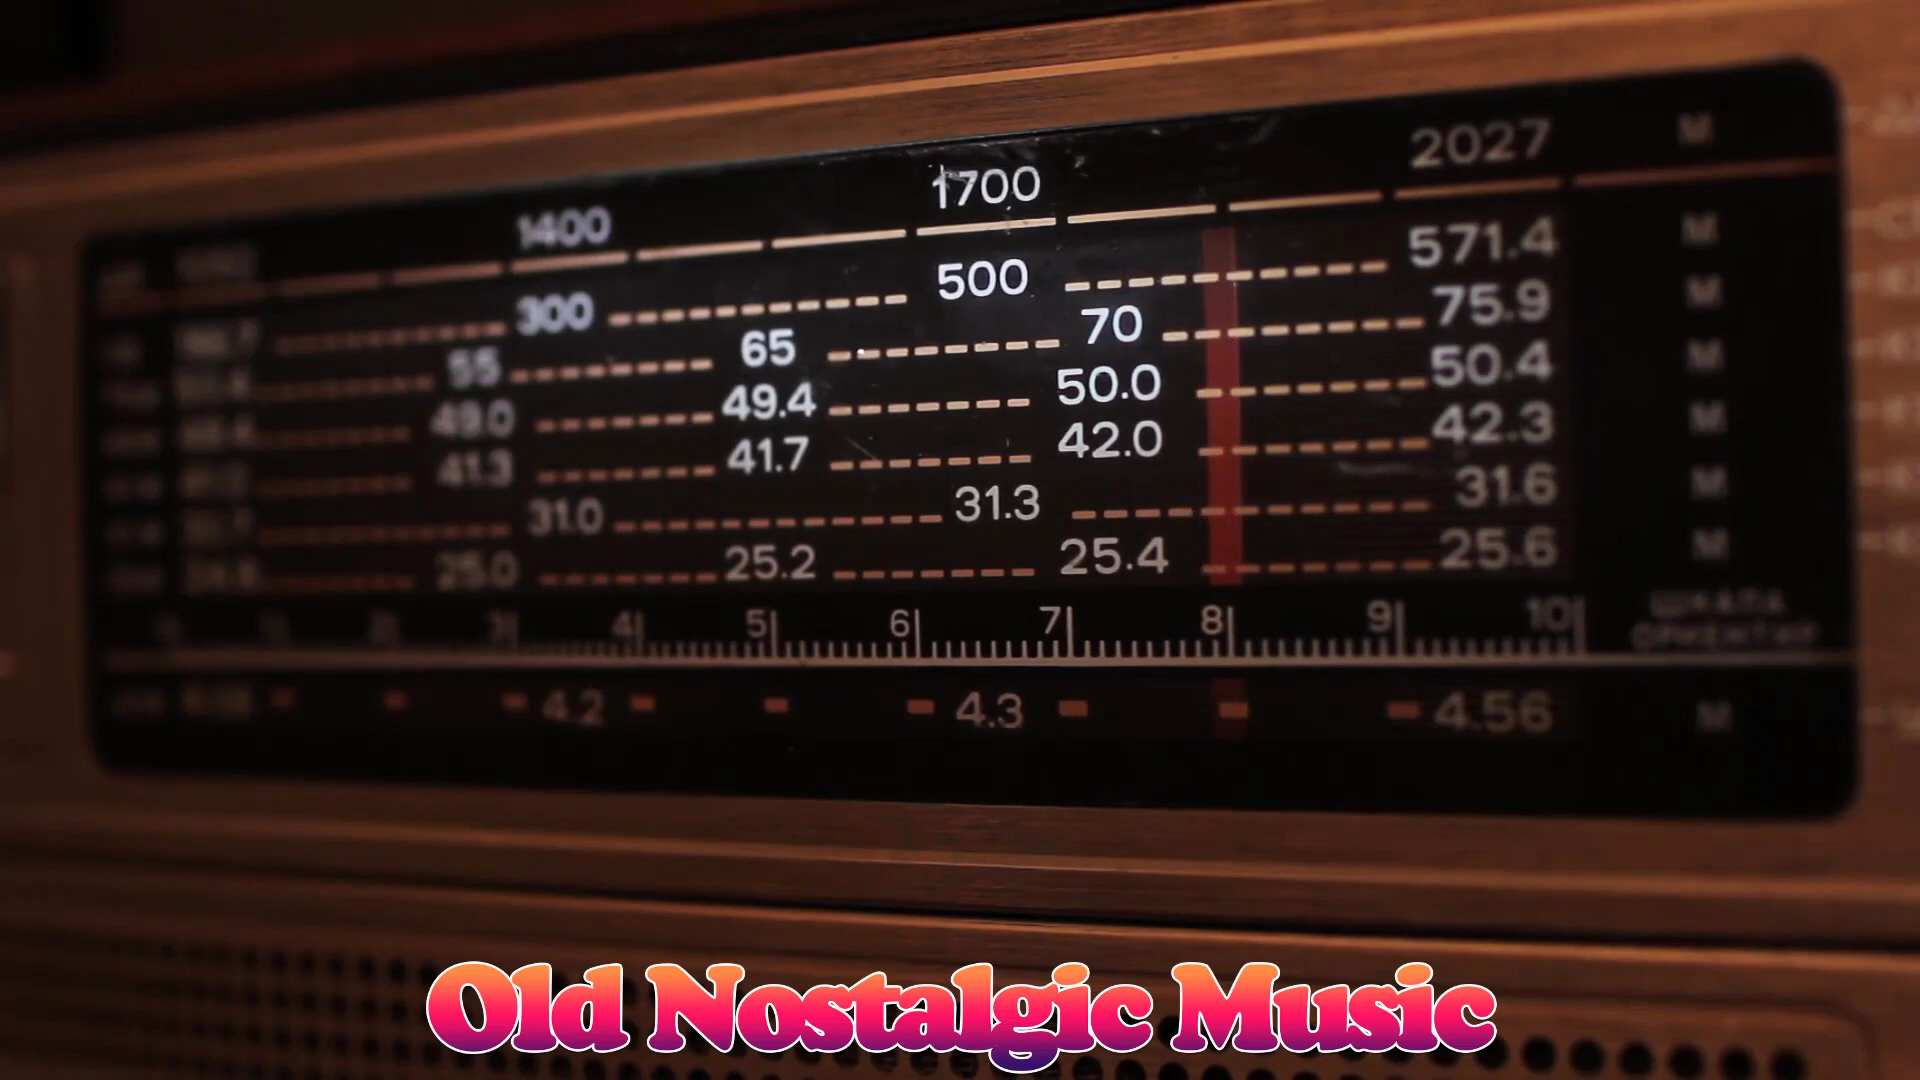 1400 1700 2027 М
300 500 571.4 М
55 65 70 75.9 М
49.0 49.4 50.0 50.4 М
41.3 41.7 42.0 42.3 М
31.0 31.3 31.6 М
25.0 25.2 25.4 25.6 М
3 4 5 6 7 8 9 10 ШКАЛА
ОРИЕНТИР
4.2 4.3 4.56 М
Old Nostalgic Music